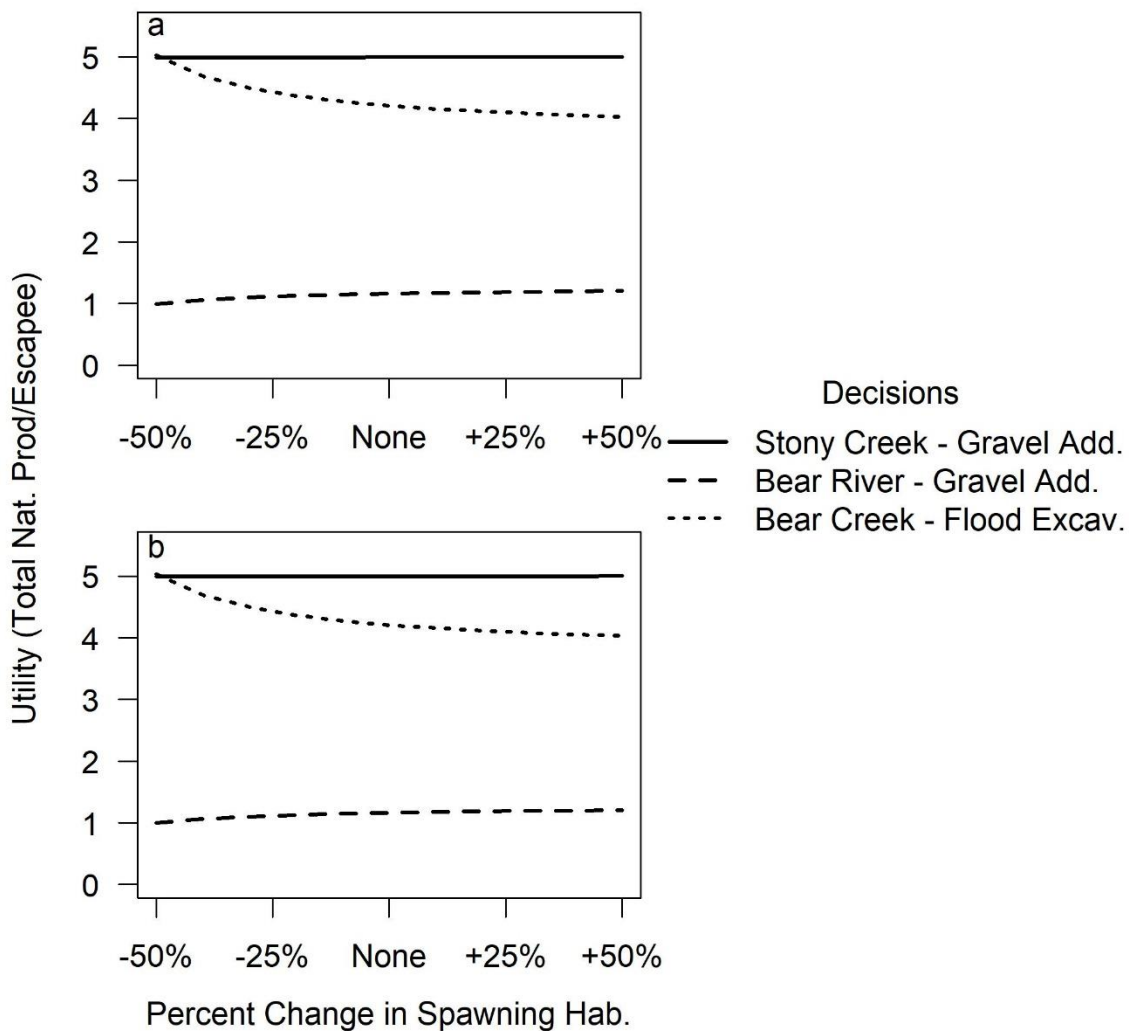 a
5
4
3
2
1
0
-50% -25% None +25% +50%
b
5
4
3
2
1
0
-50% -25% None +25% +50%
Percent Change in Spawning Hab.
Utility (Total Nat. Prod/Escapee)
Decisions
Stony Creek - Gravel Add.
Bear River - Gravel Add.
Bear Creek - Flood Excav.